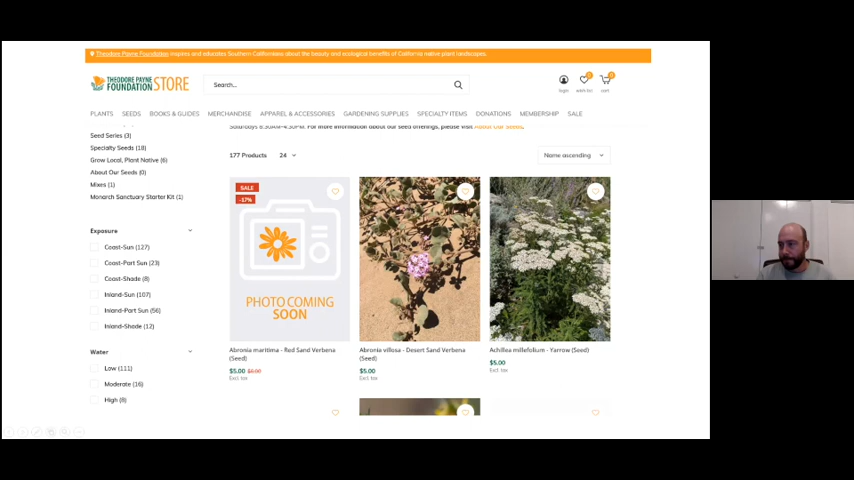 Theodore Payne Foundation inspires and educates Southern Californians about the beauty and ecological benefits of California native plant landscapes.
THEODORE PAYNE
FOUNDATION STORE
Search...
login
wish list
cart
0
0
PLANTS SEEDS BOOKS & GUIDES MERCHANDISE APPAREL & ACCESSORIES GARDENING SUPPLIES SPECIALTY ITEMS DONATIONS MEMBERSHIP SALE
Saturdays 8:30AM-4:30PM. For more information about our seed offerings, please visit About Our Seeds.
Seed Series (3)
Specialty Seeds (18)
Grow Local, Plant Native (6)
About Our Seeds (0)
Mixes (1)
Monarch Sanctuary Starter Kit (1)
Exposure
Coast-Sun (127)
Coast-Part Sun (23)
Coast-Shade (8)
Inland-Sun (107)
Inland-Part Sun (56)
Inland-Shade (12)
Water
Low (111)
Moderate (16)
High (8)
177 Products 24
Name ascending
SALE
-17%
PHOTO COMING
SOON
Abronia maritima - Red Sand Verbena
(Seed)
$5.00 $6.00
Excl. tax
Abronia villosa - Desert Sand Verbena
(Seed)
$5.00
Excl. tax
Achillea millefolium - Yarrow (Seed)
$5.00
Excl. tax